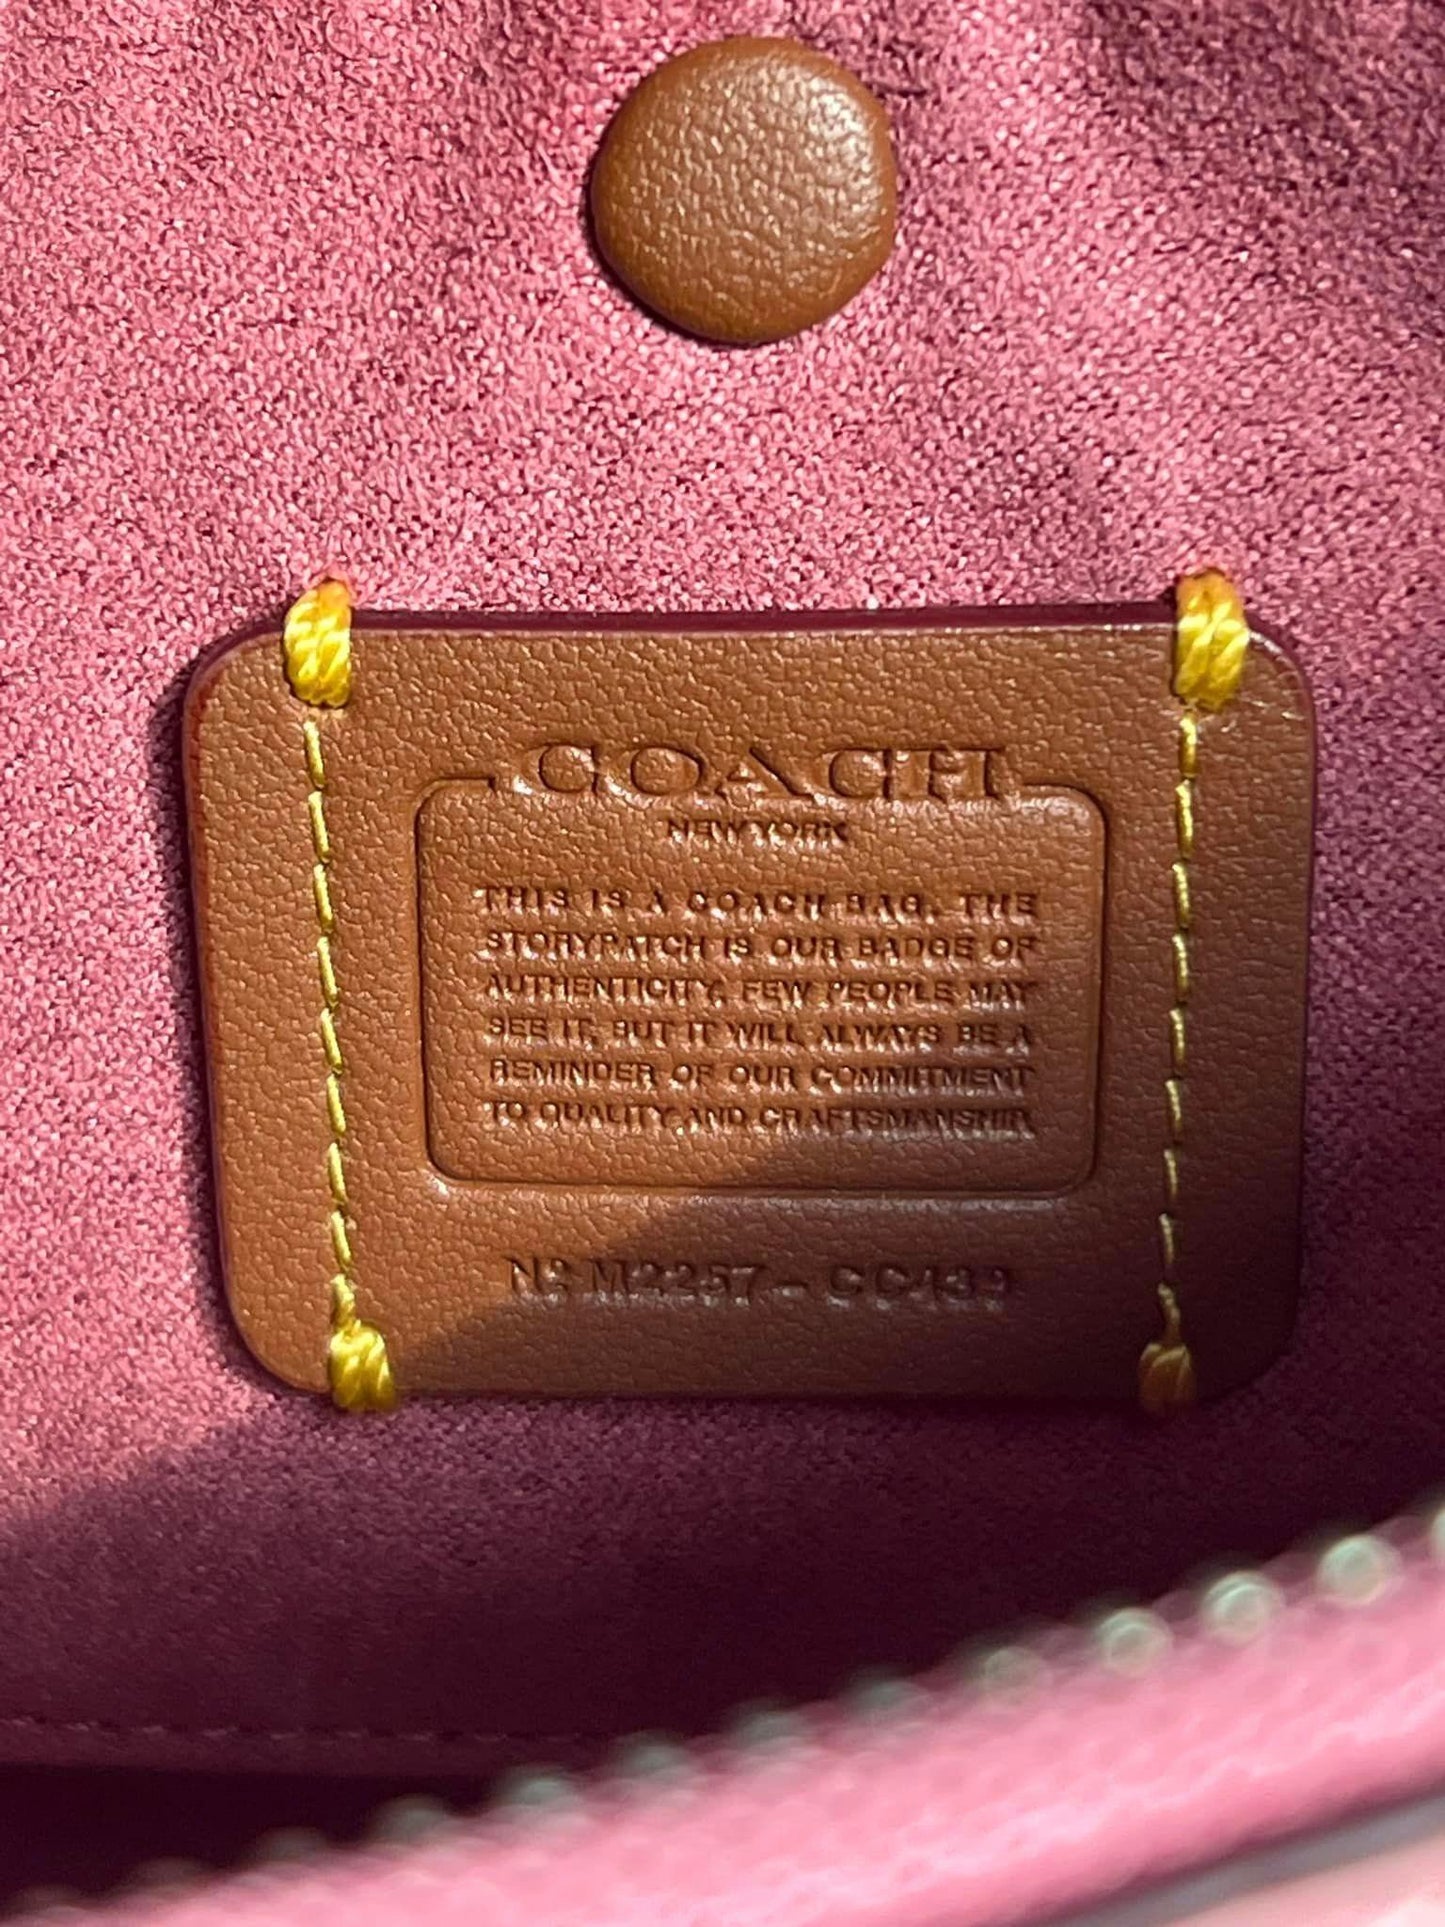 COACH
NEW YORK
THIS IS A COACH BAG. THE
STORYPATCH IS OUR BADGE OF
AUTHENTICITY. FEW PEOPLE MAY
SEE IT, BUT IT WILL ALWAYS BE A
REMINDER OF OUR COMMITMENT
TO QUALITY AND CRAFTSMANSHIP.
Nº M2257 - CC439